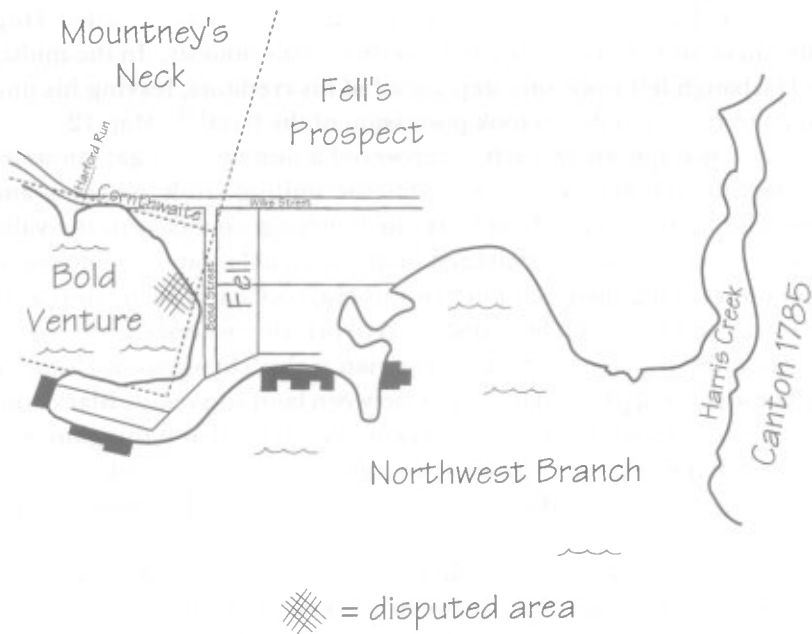 Mountney's
Neck
Fell's
Prospect
Harford Run
Cornthwaite
Wilke Street
Bold
Venture
Bond Street
Fell
Harris Creek
Canton 1785
Northwest Branch
= disputed area